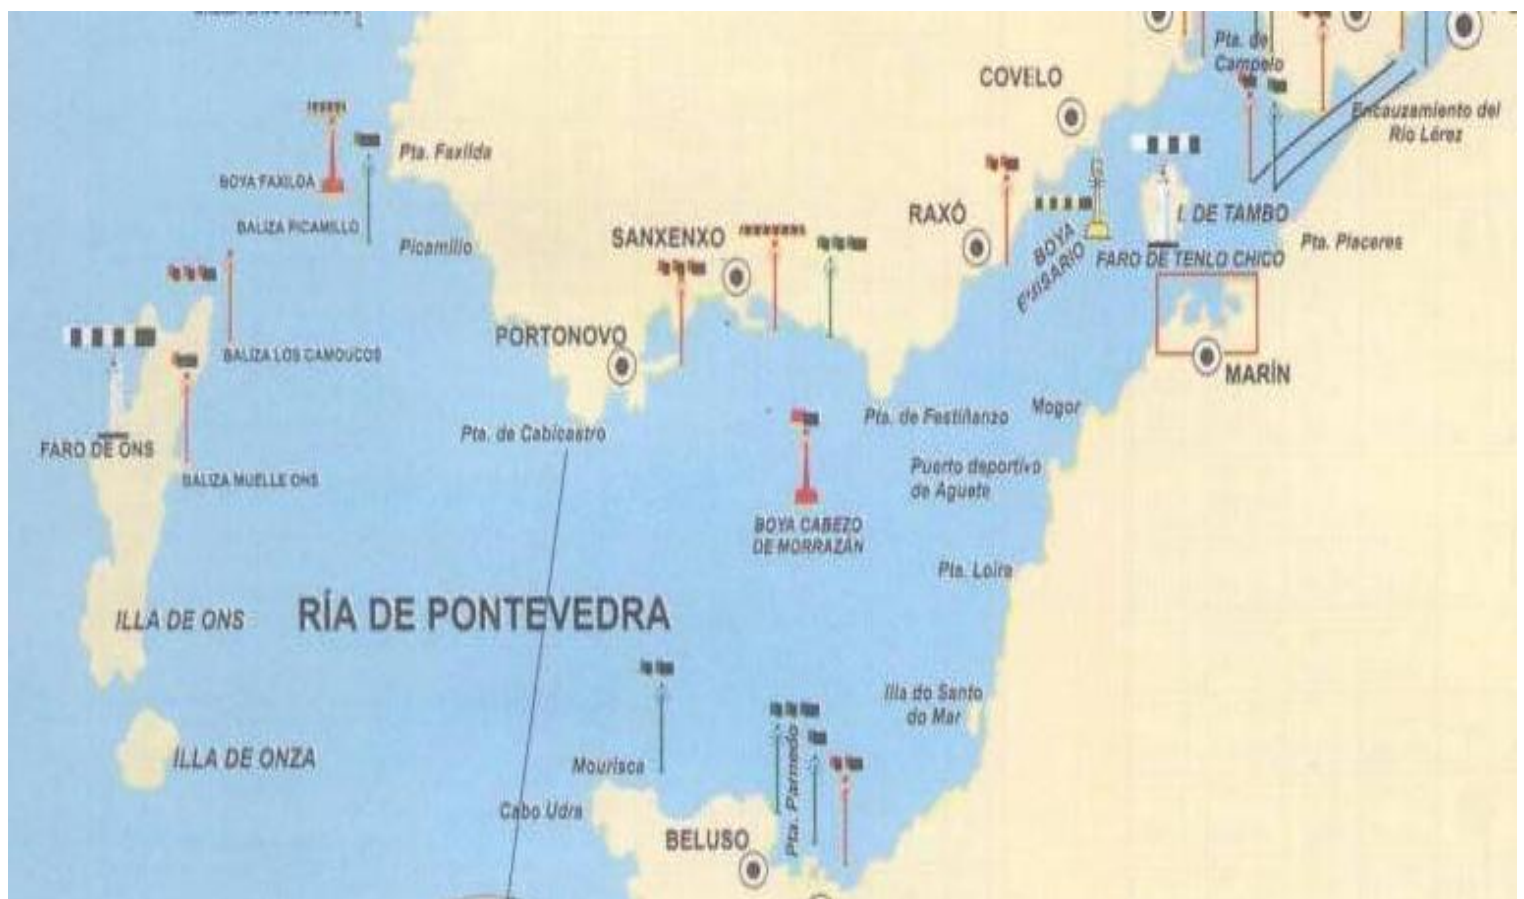 Pta. de
Campelo
COVELO
Encauzamiento del
Río Lérez
Pta. Faxilda
BOYA FAXILDA
RAXÓ
I. DE TAMBO
BALIZA PICAMILLO
SANXENXO
Picamillo
Pta. Placeres
BOYA
EMISARIO
FARO DE TENLO CHICO
PORTONOVO
BALIZA LOS CAMOUCOS
MARÍN
Pta. de Festiñanzo
Mogor
Pta. de Cabicastro
FARO DE ONS
BALIZA MUELLE ONS
Puerto deportivo
de Aguete
BOYA CABEZO
DE MORRAZÁN
Pta. Loira
ILLA DE ONS
RÍA DE PONTEVEDRA
Illa do Santo
do Mar
ILLA DE ONZA
Mourisca
Pta. Parmedo
Cabo Udra
BELUSO